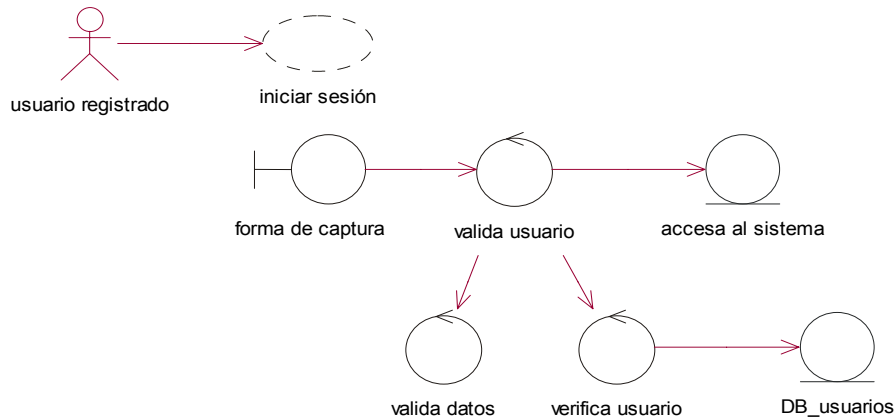 usuario registrado
iniciar sesión
forma de captura
valida usuario
accesa al sistema
valida datos
verifica usuario
DB_usuarios